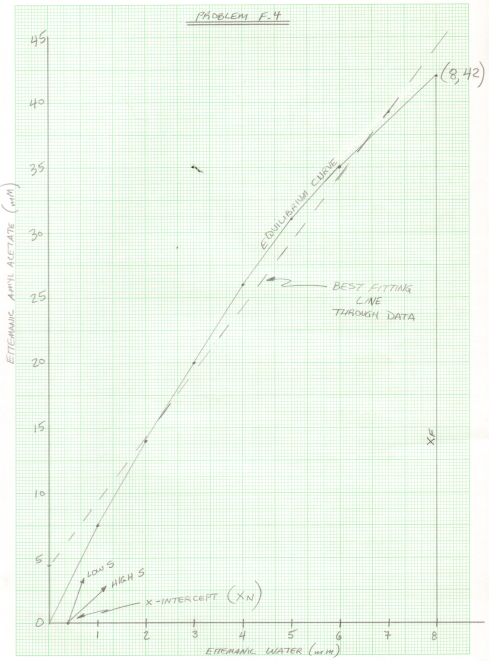 PROBLEM F.4
45
(8,42)
40
35
EQUILIBRIUM CURVE
30
BEST FITTING
LINE
THROUGH DATA
25
20
15
XF
10
5
LOW S
HIGH S
X-INTERCEPT (XN)
0
1
2
3
4
5
6
7
8
EITEMANIC AMYL ACETATE (mM)
EITEMANIC WATER (mM)